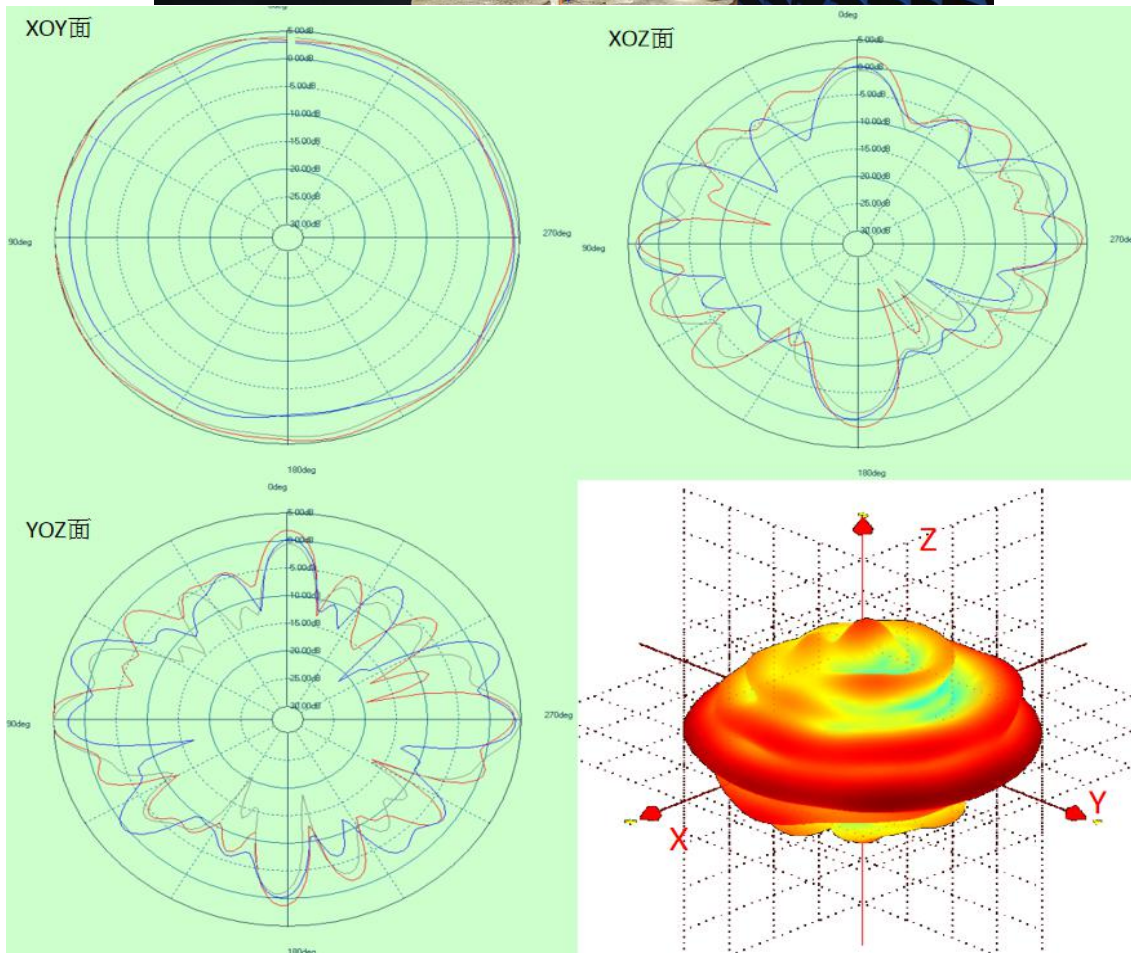 XOY面
5.00dB
0.00dB
5.00dB
10.00dB
15.00dB
20.00dB
25.00dB
30.00dB
90deg
270deg
180deg
XOZ面
0deg
5.00dB
0.00dB
5.00dB
10.00dB
15.00dB
20.00dB
25.00dB
30.00dB
90deg
270deg
180deg
YOZ面
0deg
5.00dB
0.00dB
5.00dB
10.00dB
15.00dB
20.00dB
25.00dB
30.00dB
90deg
270deg
180deg
Z
X
Y